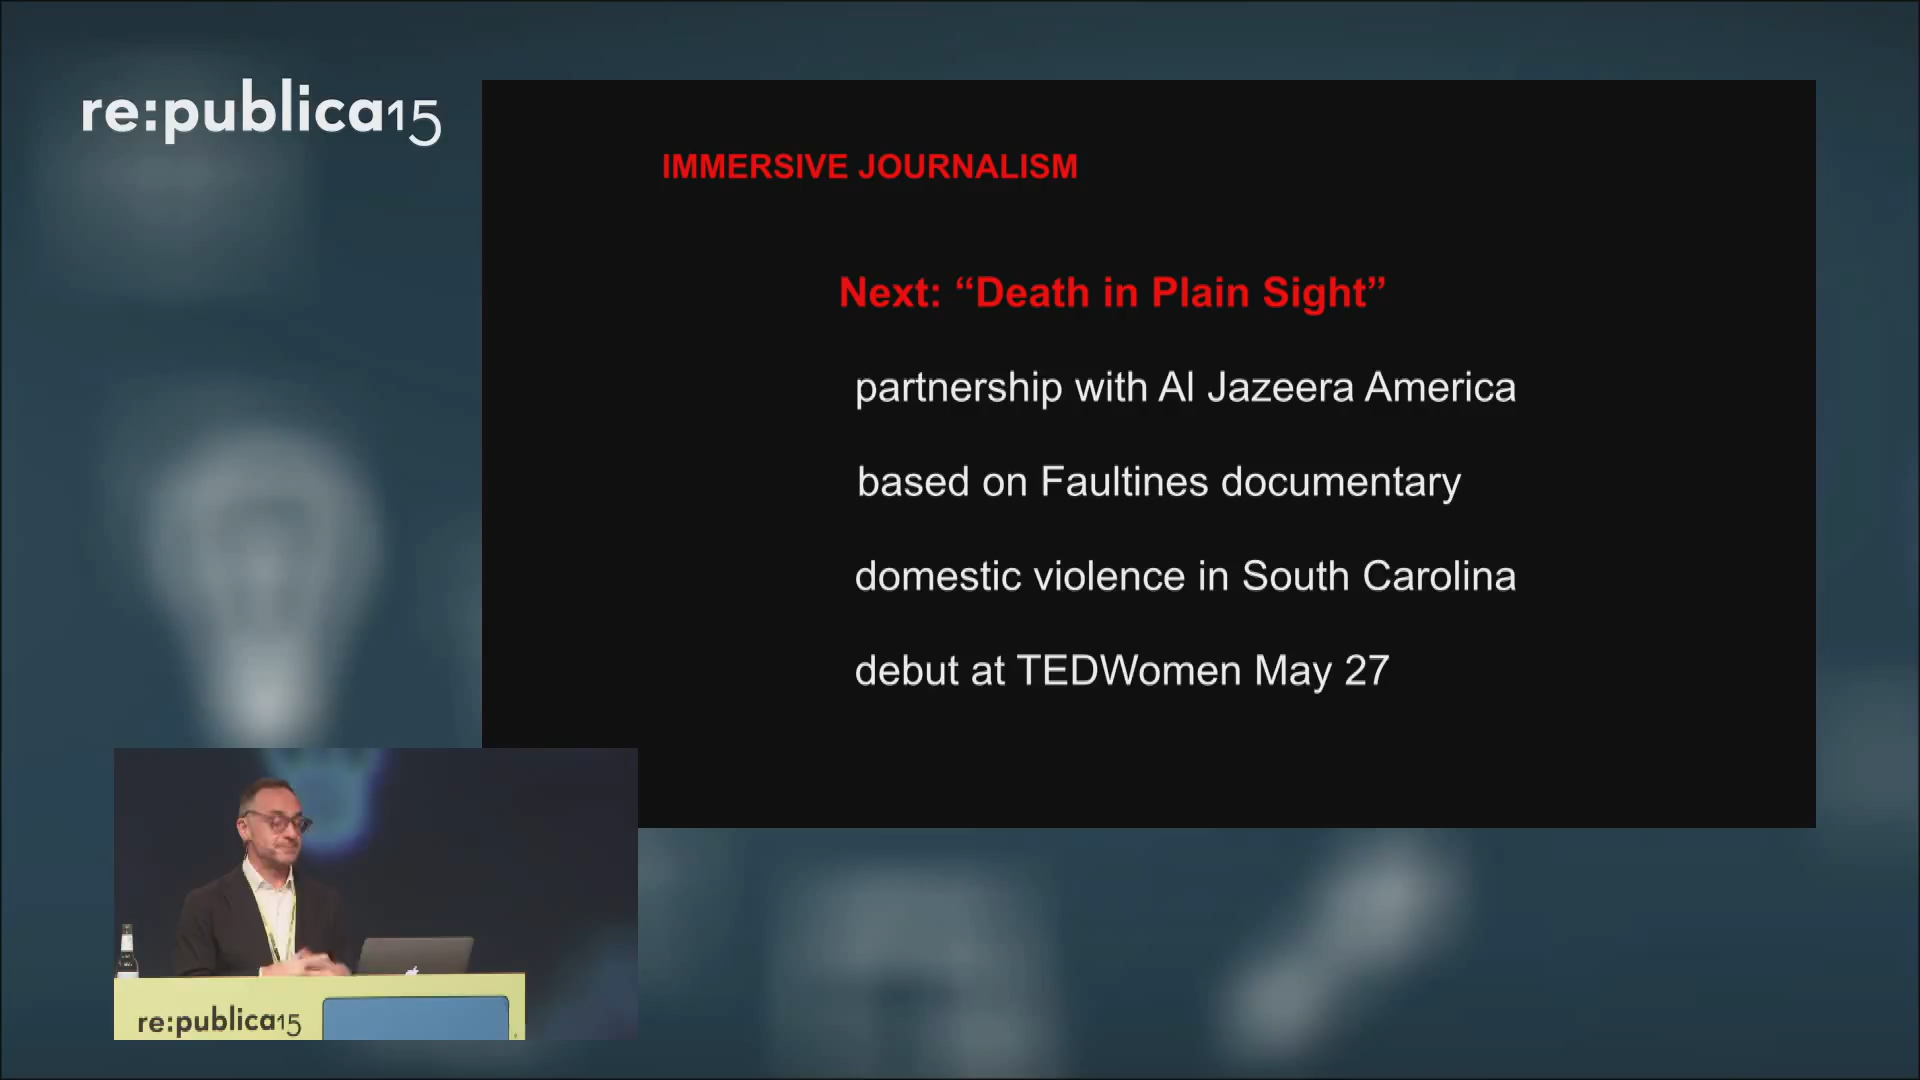 re:publica15
IMMERSIVE JOURNALISM
Next: “Death in Plain Sight”
partnership with Al Jazeera America
based on Faultines documentary
domestic violence in South Carolina
debut at TEDWomen May 27
re:publica15